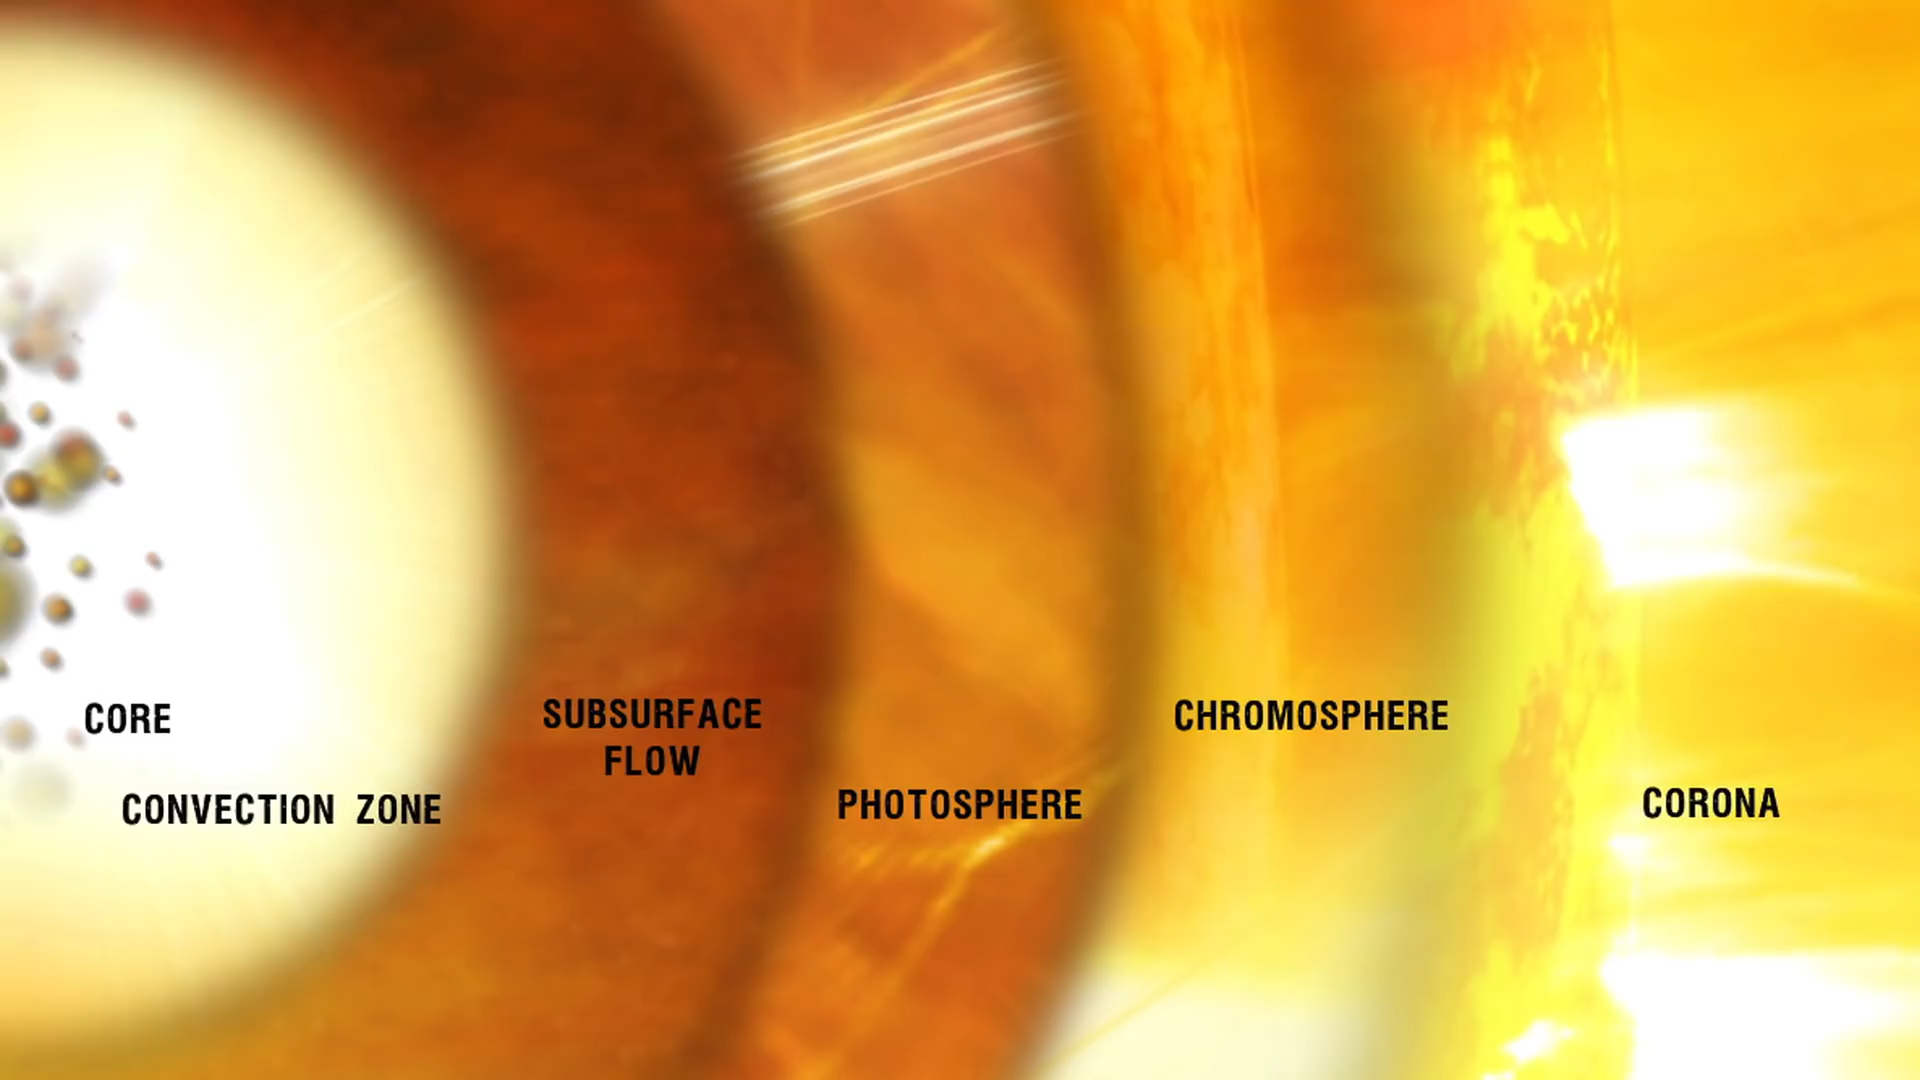 CORE
CONVECTION ZONE
SUBSURFACE
FLOW
PHOTOSPHERE
CHROMOSPHERE
CORONA